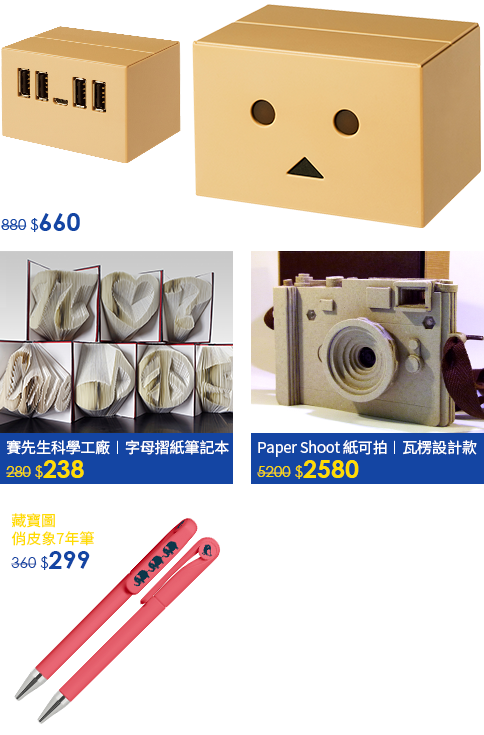 880 $660
賽先生科學工廠｜字母摺紙筆記本
280 $238
Paper Shoot 紙可拍｜瓦楞設計款
5200 $2580
藏寶圖
俏皮象7年筆
360 $299